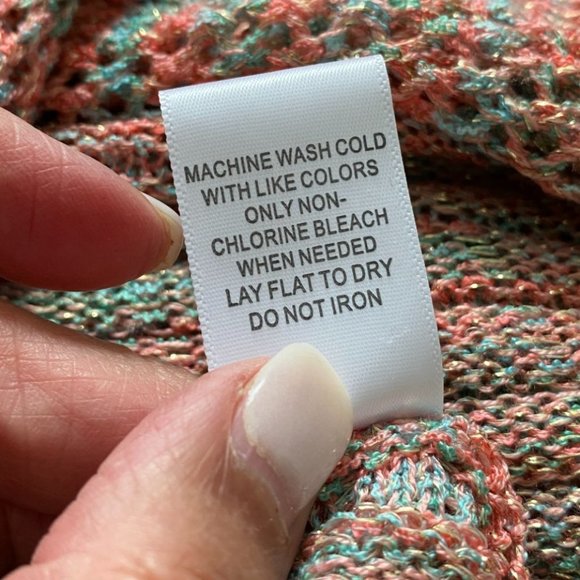 MACHINE WASH COLD
WITH LIKE COLORS
ONLY NON-
CHLORINE BLEACH
WHEN NEEDED
LAY FLAT TO DRY
DO NOT IRON